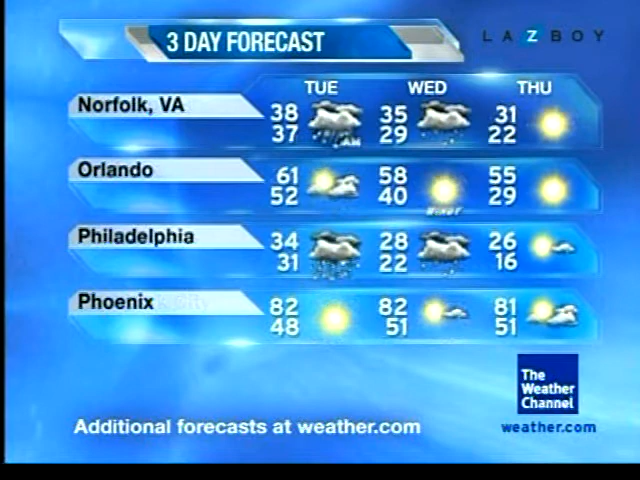 3 DAY FORECAST
LAZBOY
TUE WED THU
Norfolk, VA
38 35 31
37 AM 29 22
Orlando
61 58 55
52 40 29
WINDY
Philadelphia
34 28 26
31 22 16
Phoenix
82 82 81
48 51 51
The
Weather
Channel
Additional forecasts at weather.com
weather.com